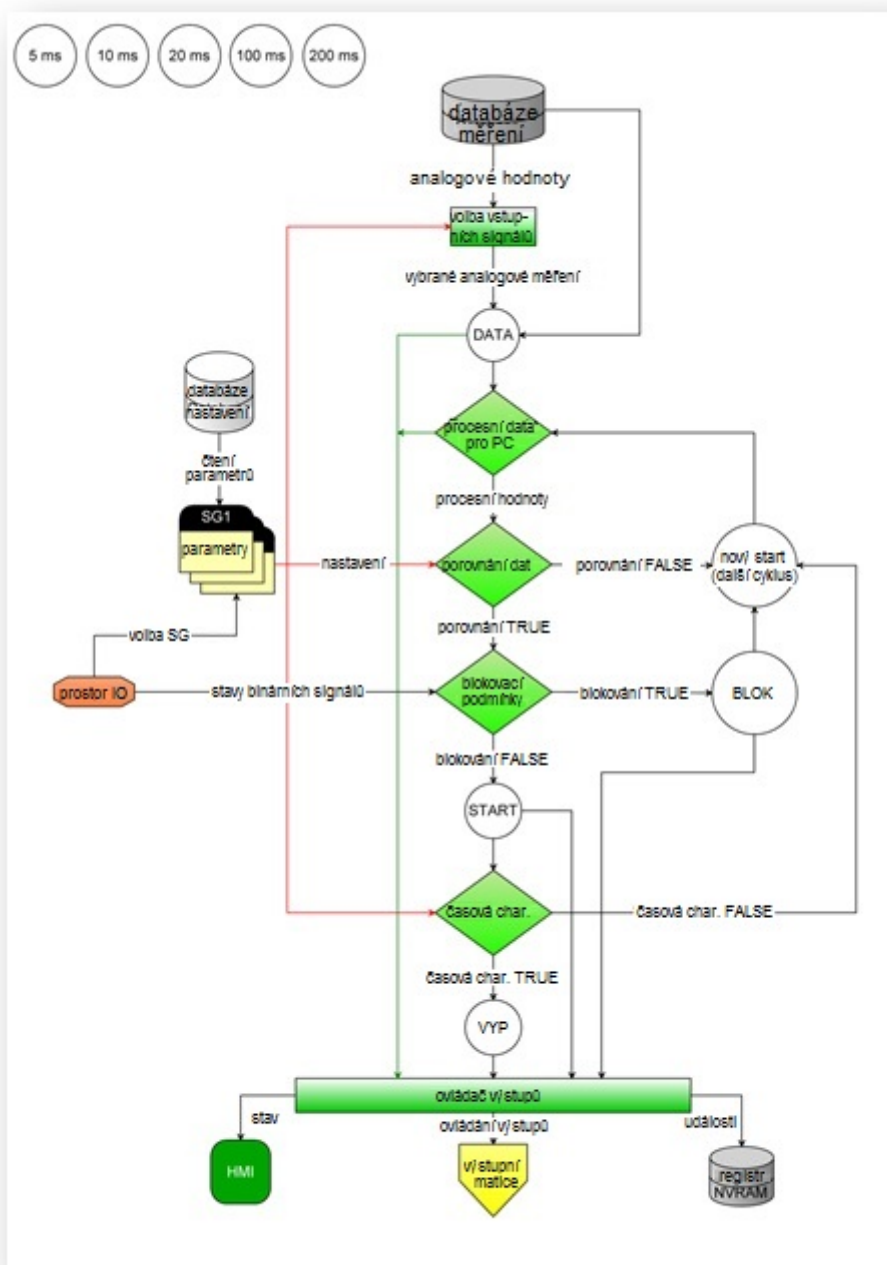 5 ms
10 ms
20 ms
100 ms
200 ms
databáze
měření
analogové hodnoty
volba vstup-
ních signálů
vybrané analogové měření
DATA
databáze
nastavení
čtení
parametrů
procesní data
pro PC
procesní hodnoty
SG1
parametry
nastavení
porovnání dat
porovnání FALSE
nový start
(další cyklus)
porovnání TRUE
volba SG
prostor IO
stavy binárních signálů
blokovací
podmínky
blokování TRUE
BLOK
blokování FALSE
START
časová char.
časová char. FALSE
časová char. TRUE
VYP
ovládač výstupů
stav
ovládání výstupů
události
HMI
výstupní
matice
registr
NVRAM